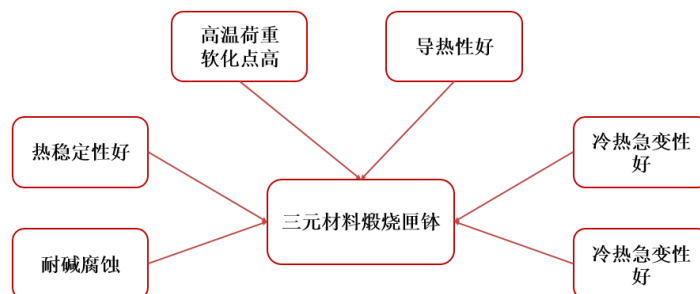 高温荷重
软化点高
导热性好
热稳定性好
冷热急变性
好
三元材料煅烧匣钵
耐碱腐蚀
冷热急变性
好